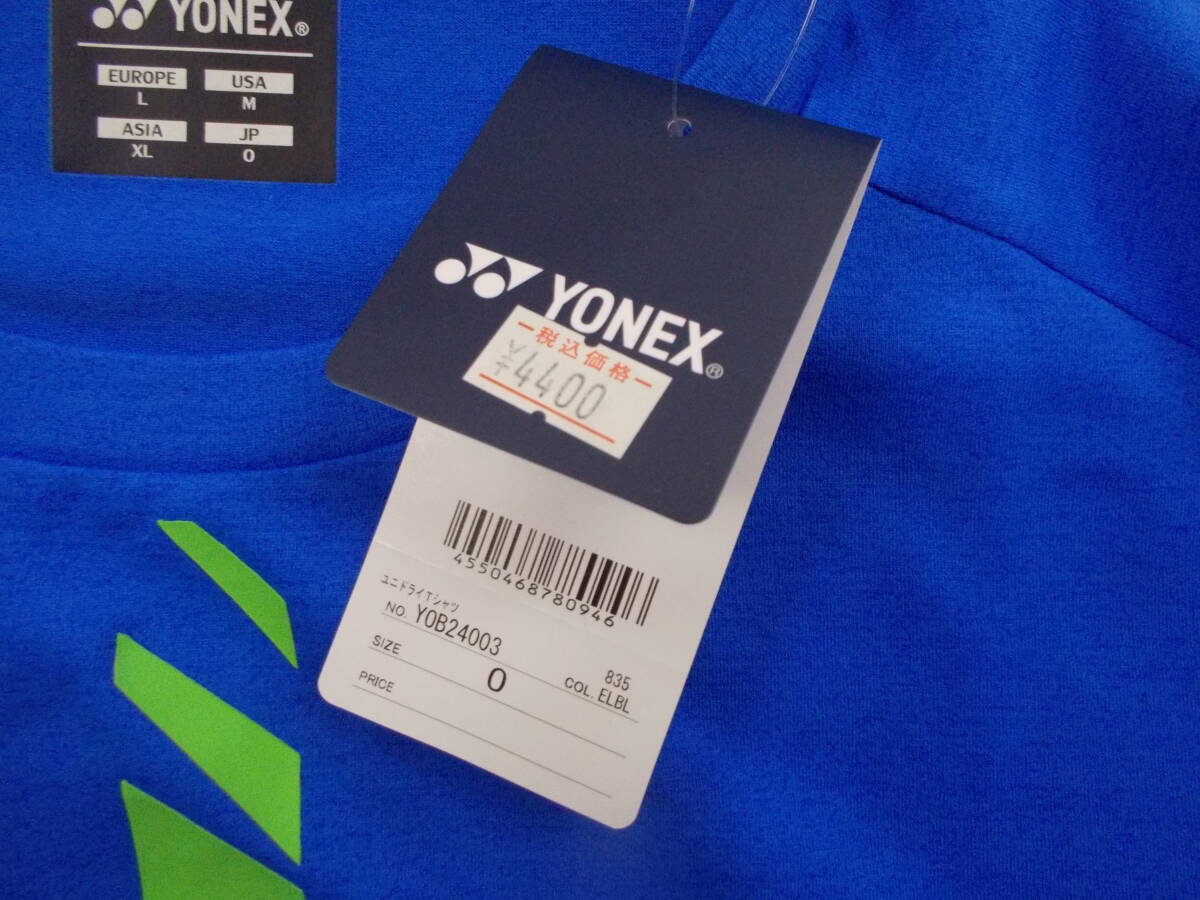 YONEX®
EUROPE USA
L M
ASIA JP
XL O
YONEX®
税込価格
¥4400
4550468780946
ユニドライTシャツ
NO. YOB24003
835
SIZE O COL. ELBL
PRICE